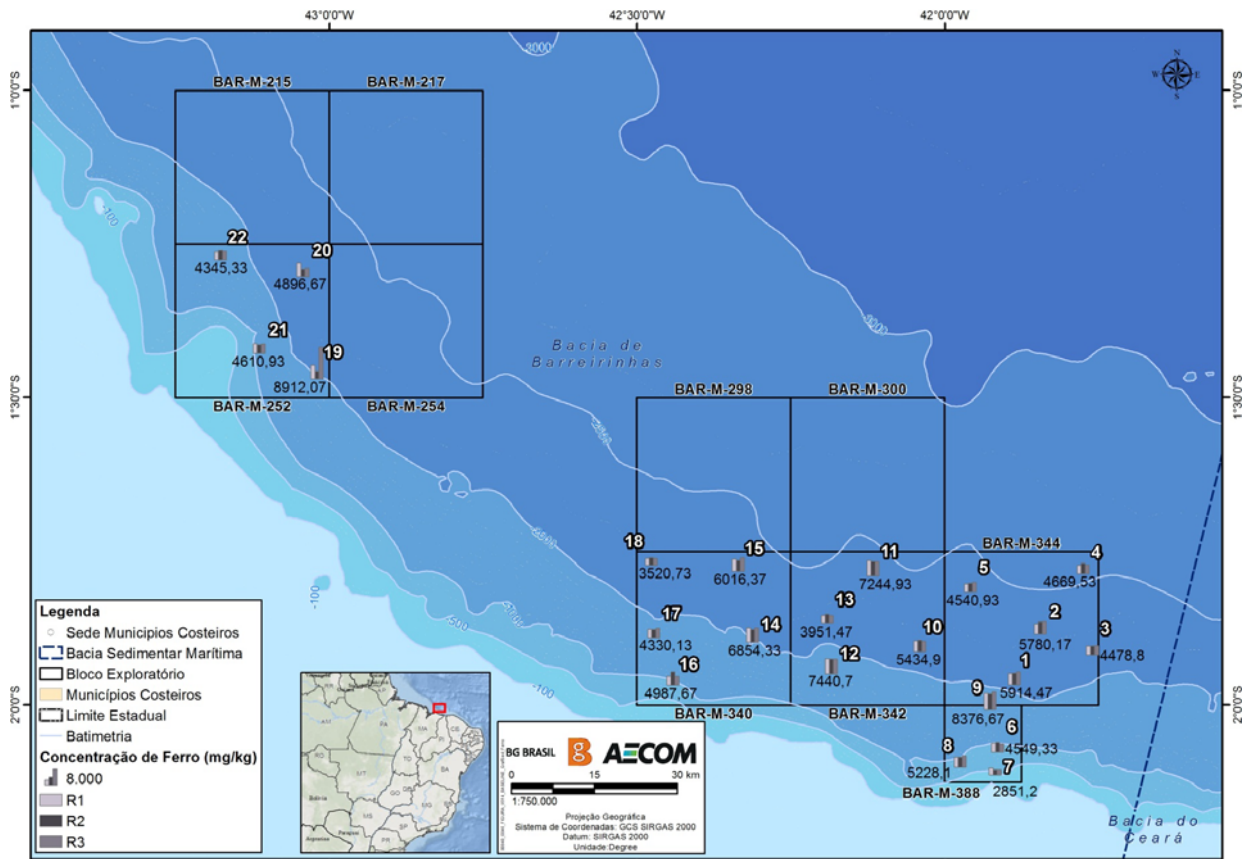 43°0'0"W
42°30'0"W
42°0'0"W
1°0'0"S
1°0'0"S
1°30'0"S
1°30'0"S
2°0'0"S
2°0'0"S
3000
BAR-M-215
BAR-M-217
-100
22
4345,33
20
4896,67
21
4610,93
19
8912,07
BAR-M-252
BAR-M-254
Bacia de
Barreirinhas
BAR-M-298
BAR-M-300
BAR-M-344
18
3520,73
15
6016,37
11
7244,93
5
4540,93
4
4669,53
17
4330,13
14
6854,33
13
3951,47
10
5434,9
2
5780,17
3
4478,8
16
4987,67
12
7440,7
1
5914,47
9
8376,67
BAR-M-340
BAR-M-342
6
4549,33
8
5228,1
7
2851,2
BAR-M-388
-100
-500
-100
Bacia do
Ceará
Legenda
Sede Municipios Costeiros
Bacia Sedimentar Marítima
Bloco Exploratório
Municípios Costeiros
Limite Estadual
Batimetria
Concentração de Ferro (mg/kg)
8.000
R1
R2
R3
BG BRASIL
AECOM
0 15 30 km
1:750.000
Projeção Geográfica
Sistema de Coordenadas: GCS SIRGAS 2000
Datum: SIRGAS 2000
Unidade:Degree
N
W
E
S